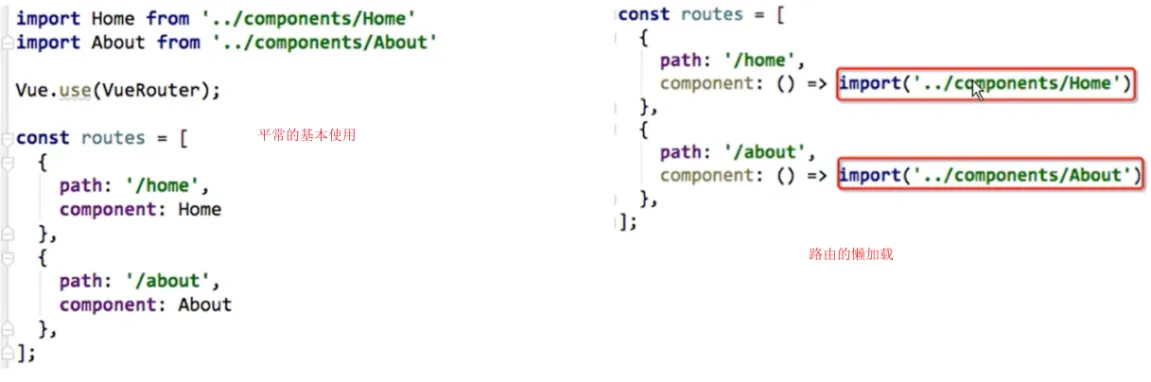 import Home from '../components/Home'
import About from '../components/About'
Vue.use(VueRouter);
const routes = [
平常的基本使用
{
path: '/home',
component: Home
},
{
path: '/about',
component: About
},
];
const routes = [
{
path: '/home',
component: () => import('../components/Home')
},
{
path: '/about',
component: () => import('../components/About')
},
];
路由的懒加载